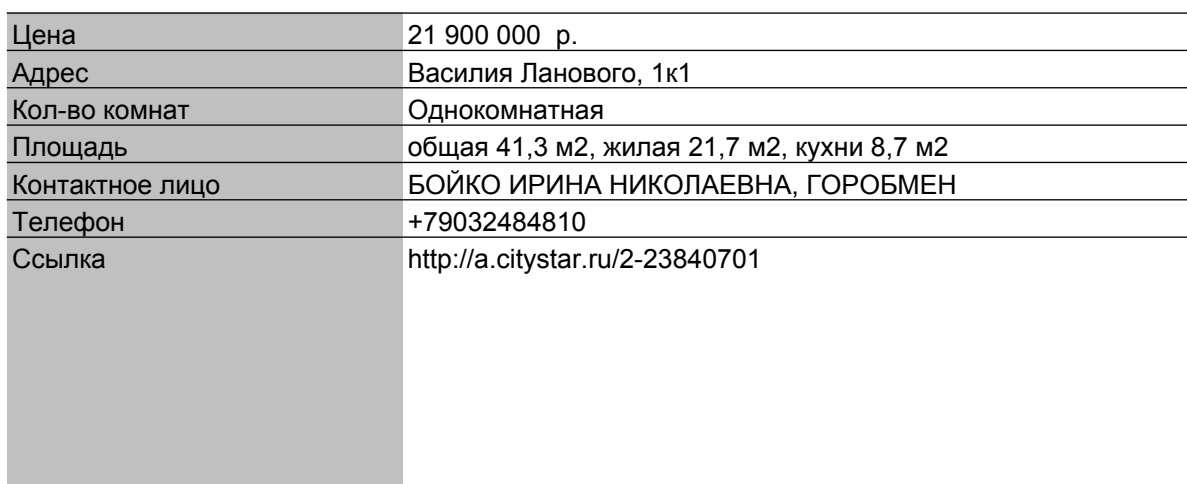 Цена 21 900 000 р.
Адрес Василия Ланового, 1к1
Кол-во комнат Однокомнатная
Площадь общая 41,3 м2, жилая 21,7 м2, кухни 8,7 м2
Контактное лицо БОЙКО ИРИНА НИКОЛАЕВНА, ГОРОБМЕН
Телефон +79032484810
Ссылка http://a.citystar.ru/2-23840701